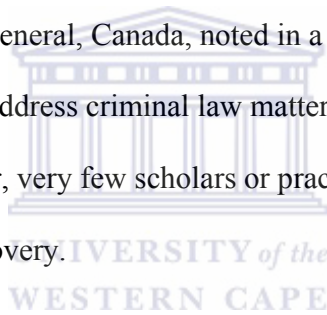 eneral, Canada, noted in a
ddress criminal law matter
, very few scholars or prac
overy.
UNIVERSITY of the
WESTERN CAPE